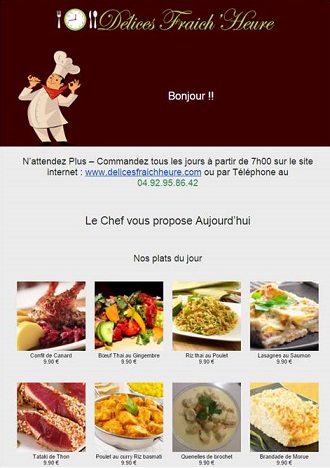 Délices Fraich'Heure
Bonjour !!
N'attendez Plus – Commandez tous les jours à partir de 7h00 sur le site
internet : www.delicesfraichheure.com ou par Téléphone au
04.92.95.86.42
Le Chef vous propose Aujourd'hui
Nos plats du jour
Confit de Canard
9.90 €
Bœuf Thai au Gingembre
9.90 €
Riz thai au Poulet
9.90 €
Lasagnes au Saumon
9.90 €
Tataki de Thon
9.90 €
Poulet au curry Riz basmati
9.90 €
Quenelles de brochet
9.90 €
Brandade de Morue
9.90 €